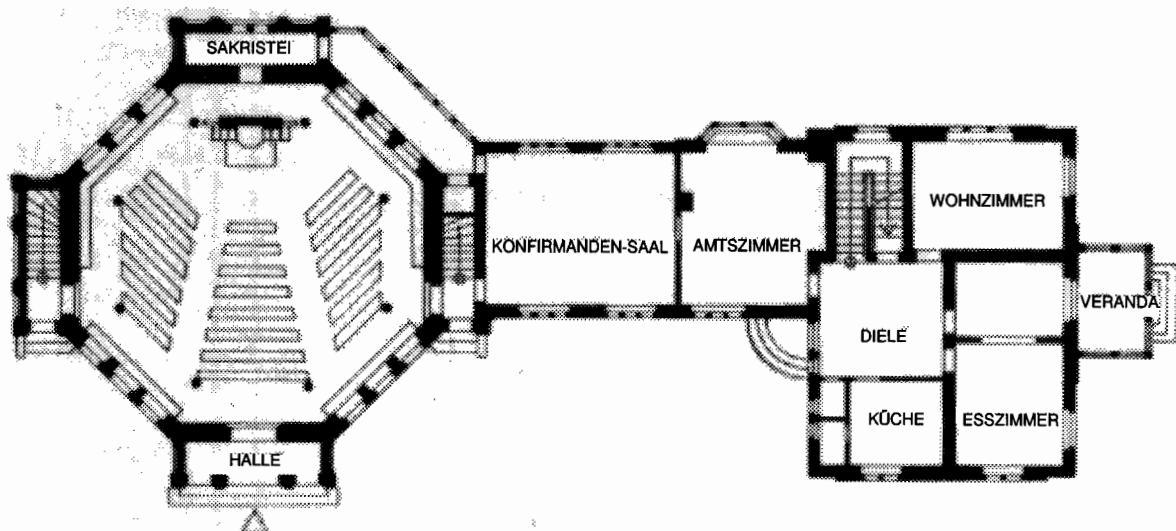 SAKRISTEI
KONFIRMANDEN-SAAL
AMTSZIMMER
WOHNZIMMER
VERANDA
DIELE
KÜCHE
ESSZIMMER
HALLE